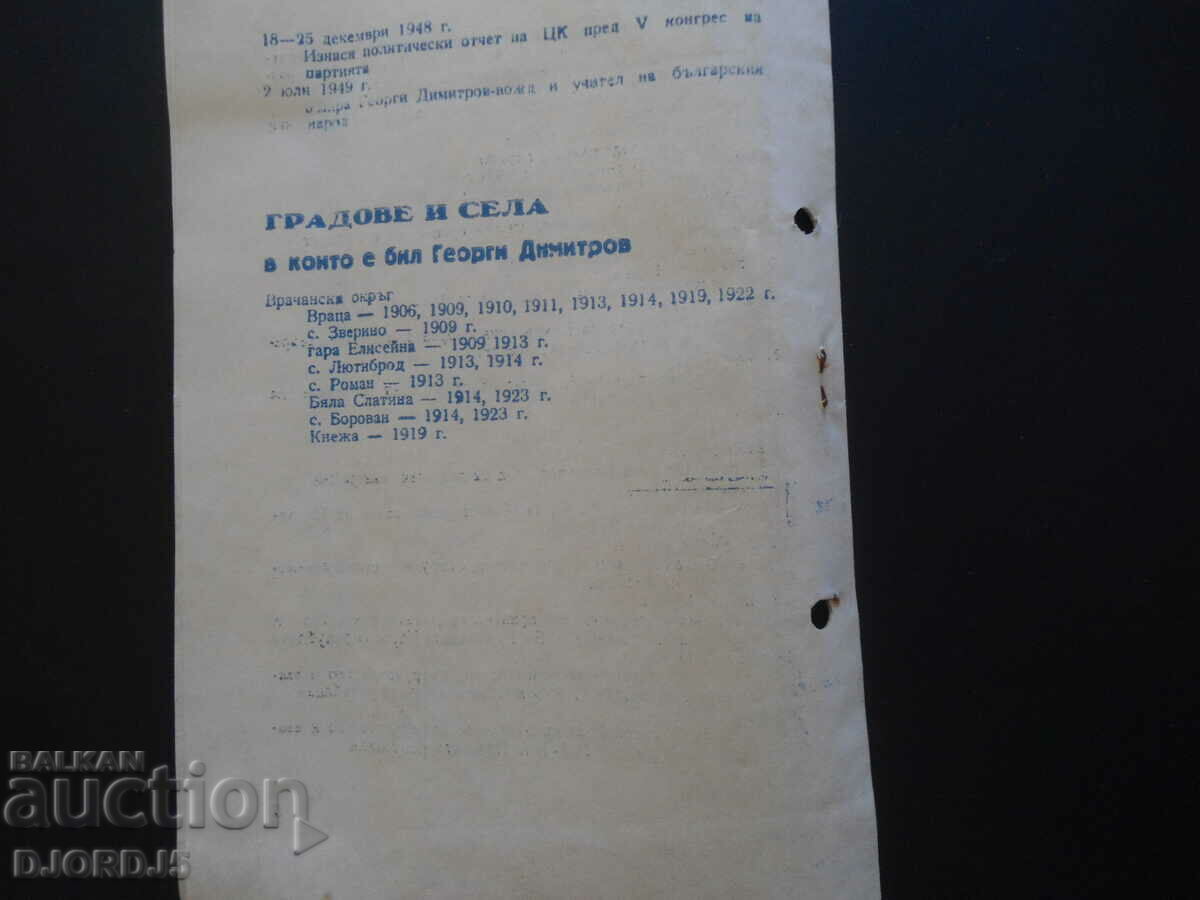 18—25 декември 1948 г.
Изнася политически отчет на ЦК пред V конгрес на
партията
2 юли 1949 г.
умира Георги Димитров-вожд и учител на българския
народ
ГРАДОВЕ И СЕЛА
в които е бил Георги Димитров
Врачански окръг
Враца — 1906, 1909, 1910, 1911, 1913, 1914, 1919, 1922 г.
с. Зверино — 1909 г.
гара Елисейна — 1909 1913 г.
с. Лютиброд — 1913, 1914 г.
с. Роман — 1913 г.
Бяла Слатина — 1914, 1923 г.
с. Борован — 1914, 1923 г.
Кнежа — 1919 г.
BALKAN
auction
DJORDJ5